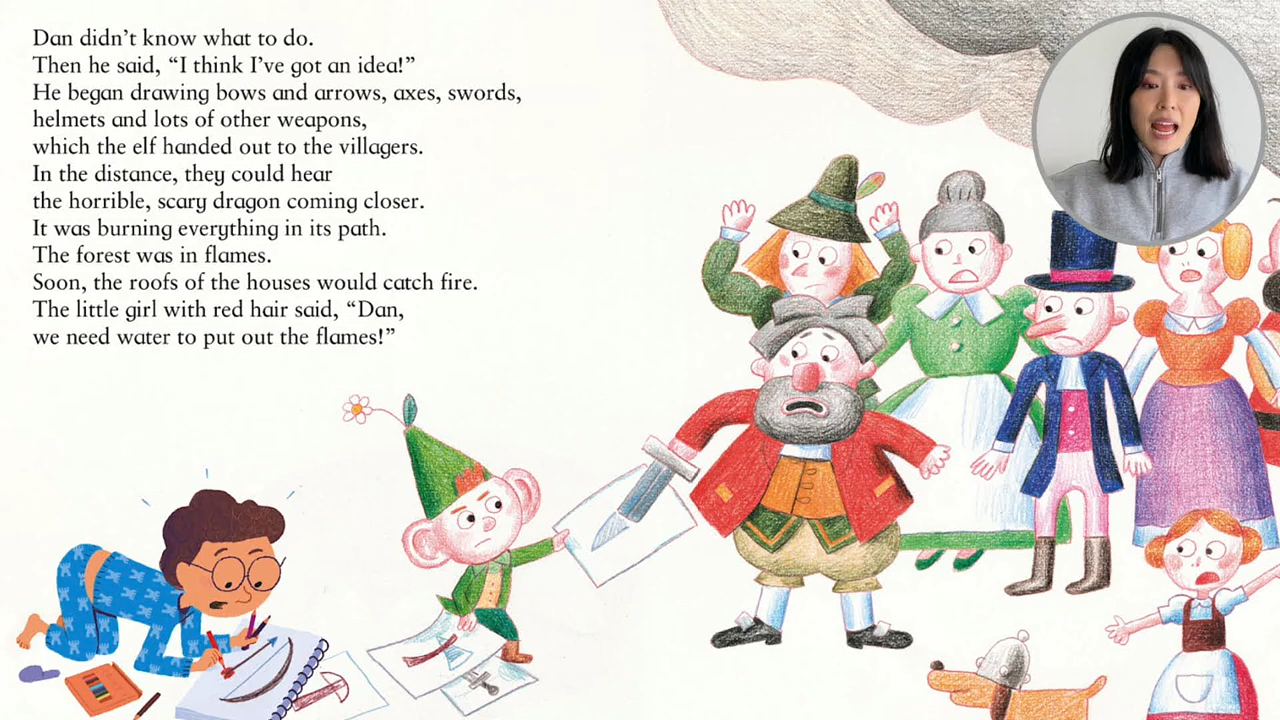 Dan didn’t know what to do.
Then he said, “I think I’ve got an idea!”
He began drawing bows and arrows, axes, swords,
helmets and lots of other weapons,
which the elf handed out to the villagers.
In the distance, they could hear
the horrible, scary dragon coming closer.
It was burning everything in its path.
The forest was in flames.
Soon, the roofs of the houses would catch fire.
The little girl with red hair said, “Dan,
we need water to put out the flames!”